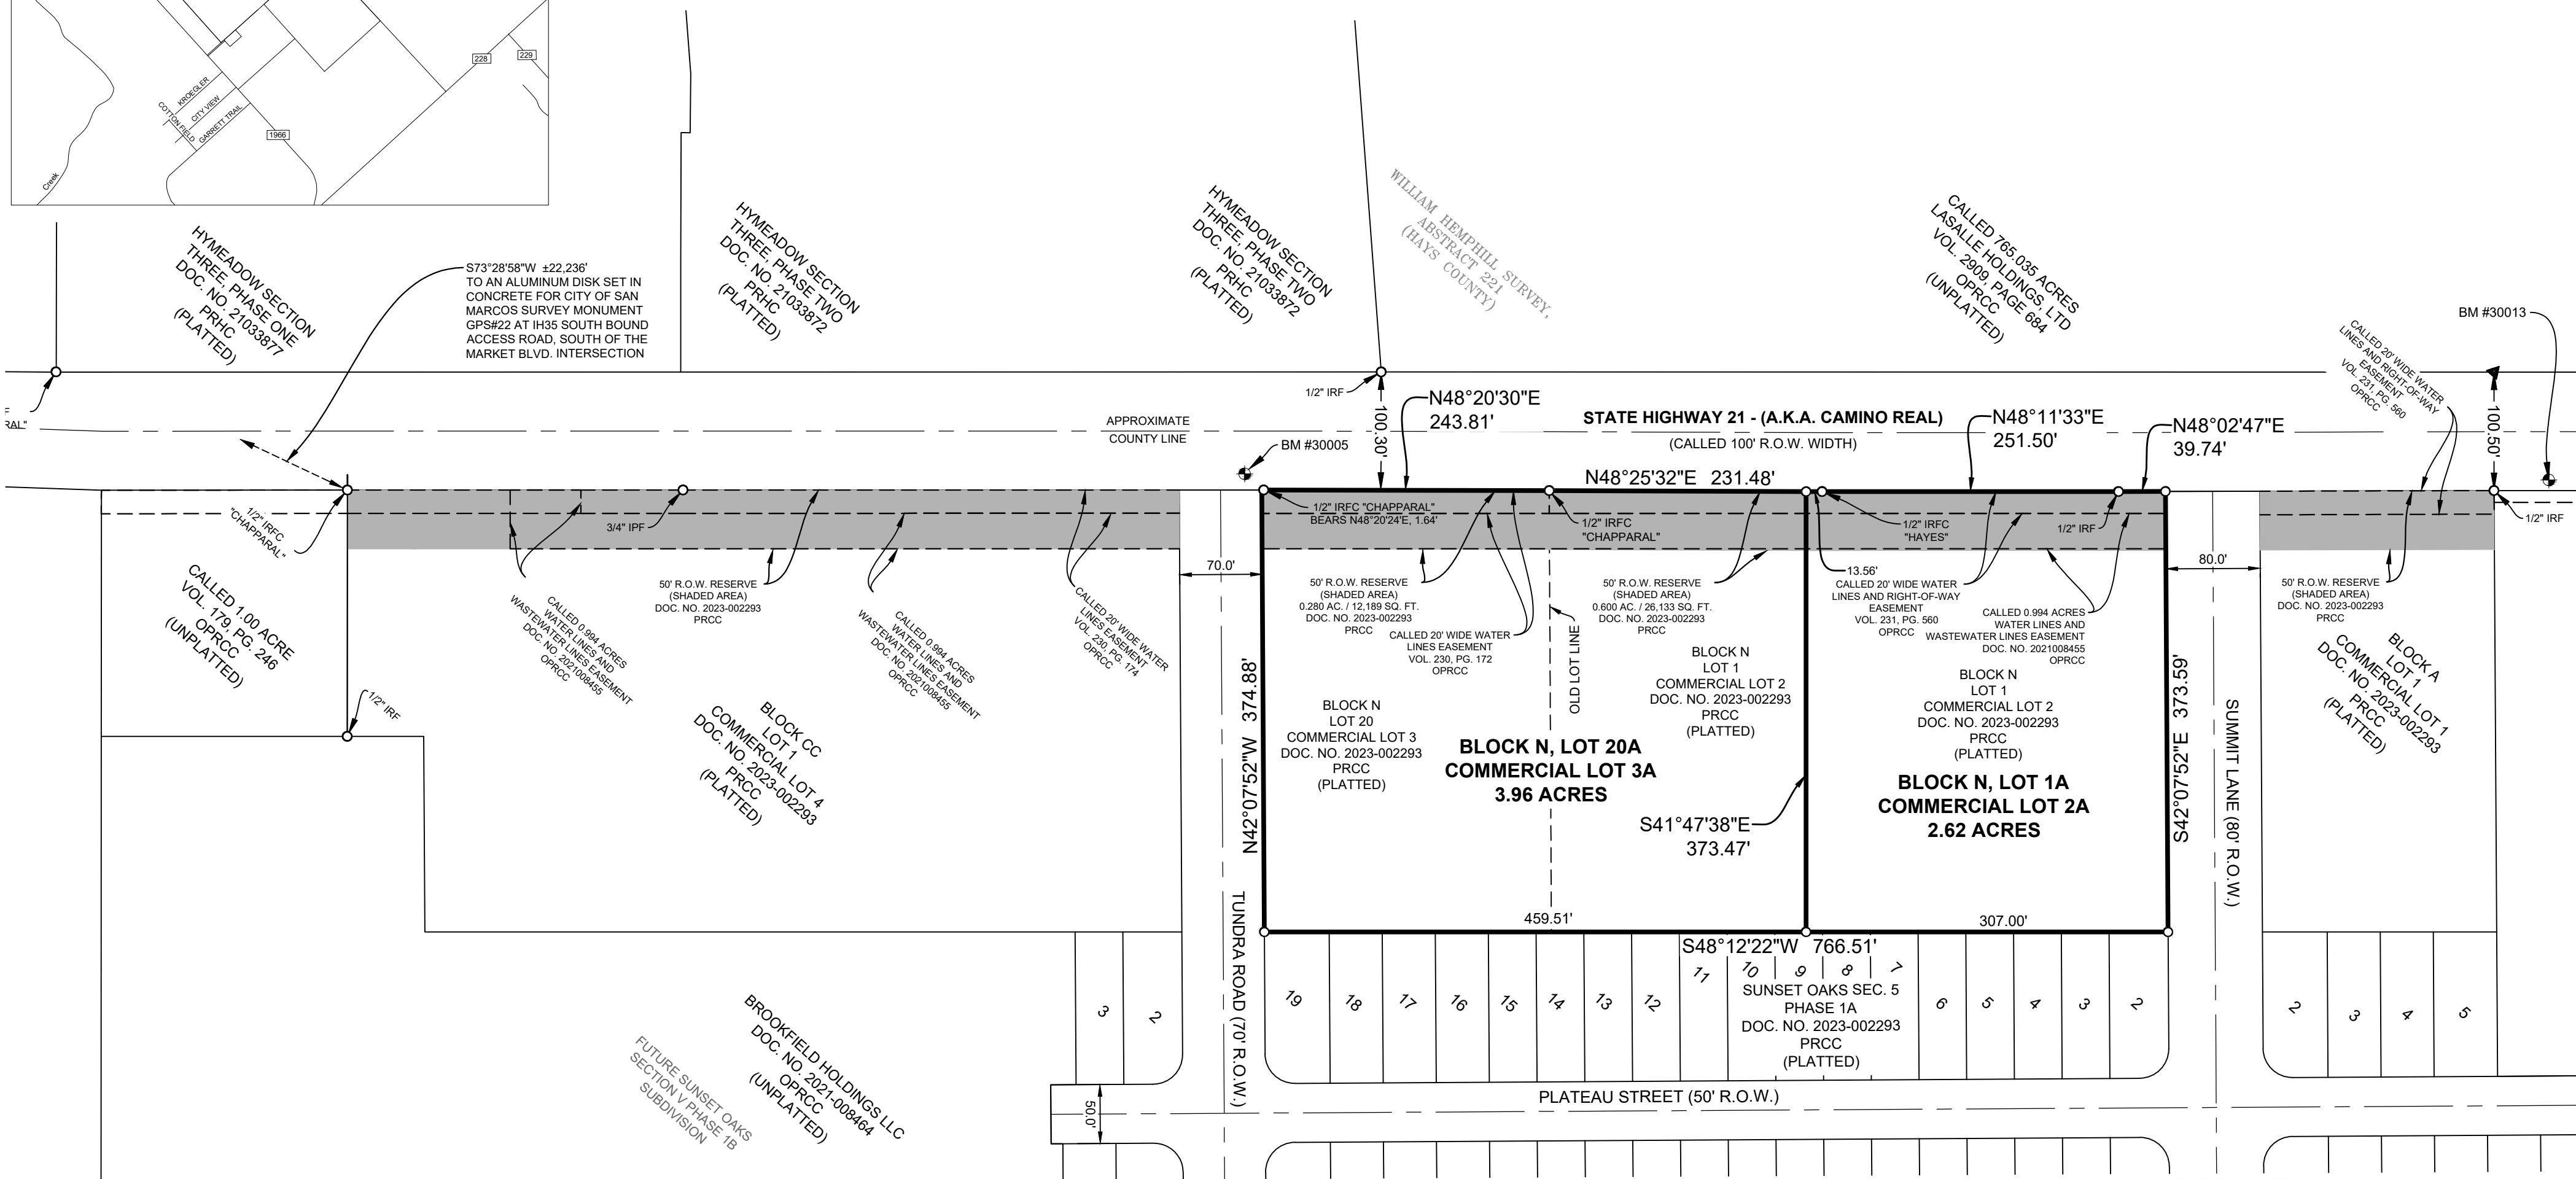 228
229
KROEGLER
CITY VIEW
COTTON FIELD
GARRETT TRAIL
1966
Creek
HYMEADOW SECTION
THREE, PHASE ONE
DOC. NO. 21033877
PRHC
(PLATTED)
S73°28'58"W ±22,236'
TO AN ALUMINUM DISK SET IN
CONCRETE FOR CITY OF SAN
MARCOS SURVEY MONUMENT
GPS#22 AT IH35 SOUTH BOUND
ACCESS ROAD, SOUTH OF THE
MARKET BLVD. INTERSECTION
HYMEADOW SECTION
THREE, PHASE TWO
DOC. NO. 21033872
PRHC
(PLATTED)
HYMEADOW SECTION
THREE, PHASE TWO
DOC. NO. 21033872
PRHC
(PLATTED)
WILLIAM HEMPHILL SURVEY,
ABSTRACT 221
(HAYS COUNTY)
CALLED 765.035 ACRES
LASALLE HOLDINGS, LTD
VOL. 2909, PAGE 684
OPRCC
(UNPLATTED)
BM #30013
CALLED 20' WIDE WATER
LINES AND RIGHT-OF-WAY
EASEMENT
VOL. 231, PG. 560
OPRCC
RAL"
1/2" IRF
100.30'
N48°20'30"E
243.81'
APPROXIMATE
COUNTY LINE
STATE HIGHWAY 21 - (A.K.A. CAMINO REAL)
(CALLED 100' R.O.W. WIDTH)
N48°11'33"E
251.50'
N48°02'47"E
39.74'
100.50'
BM #30005
N48°25'32"E 231.48'
1/2" IRFC
"CHAPPARAL"
3/4" IPF
1/2" IRFC "CHAPPARAL"
BEARS N48°20'24'E, 1.64'
1/2" IRFC
"CHAPPARAL"
1/2" IRFC
"HAYES"
1/2" IRF
1/2" IRF
70.0'
80.0'
13.56'
CALLED 1.00 ACRE
VOL. 179, PG. 246
OPRCC
(UNPLATTED)
1/2" IRF
CALLED 0.994 ACRES
WATER LINES AND
WASTEWATER LINES EASEMENT
DOC. NO. 2021008455
OPRCC
50' R.O.W. RESERVE
(SHADED AREA)
DOC. NO. 2023-002293
PRCC
CALLED 0.994 ACRES
WATER LINES AND
WASTEWATER LINES EASEMENT
DOC. NO. 2021008455
OPRCC
CALLED 20' WIDE WATER
LINES EASEMENT
VOL. 230, PG. 174
OPRCC
50' R.O.W. RESERVE
(SHADED AREA)
0.280 AC. / 12,189 SQ. FT.
DOC. NO. 2023-002293
PRCC
CALLED 20' WIDE WATER
LINES EASEMENT
VOL. 230, PG. 172
OPRCC
50' R.O.W. RESERVE
(SHADED AREA)
0.600 AC. / 26,133 SQ. FT.
DOC. NO. 2023-002293
PRCC
CALLED 20' WIDE WATER
LINES AND RIGHT-OF-WAY
EASEMENT
VOL. 231, PG. 560
OPRCC
CALLED 0.994 ACRES
WATER LINES AND
WASTEWATER LINES EASEMENT
DOC. NO. 2021008455
OPRCC
50' R.O.W. RESERVE
(SHADED AREA)
DOC. NO. 2023-002293
PRCC
BLOCK A
LOT 1
COMMERCIAL LOT 1
DOC. NO. 2023-002293
PRCC
(PLATTED)
BLOCK CC
LOT 1
COMMERCIAL LOT 4
DOC. NO. 2023-002293
PRCC
(PLATTED)
N42°07'52"W 374.88'
OLD LOT LINE
BLOCK N
LOT 20
COMMERCIAL LOT 3
DOC. NO. 2023-002293
PRCC
(PLATTED)
BLOCK N
LOT 1
COMMERCIAL LOT 2
DOC. NO. 2023-002293
PRCC
(PLATTED)
BLOCK N
LOT 1
COMMERCIAL LOT 2
DOC. NO. 2023-002293
PRCC
(PLATTED)
BLOCK N, LOT 20A
COMMERCIAL LOT 3A
3.96 ACRES
BLOCK N, LOT 1A
COMMERCIAL LOT 2A
2.62 ACRES
S41°47'38"E
373.47'
S42°07'52"E 373.59'
SUMMIT LANE (80' R.O.W.)
459.51'
307.00'
S48°12'22"W 766.51'
TUNDRA ROAD (70' R.O.W.)
3
2
19
18
17
16
15
14
13
12
11
10
9
8
7
6
5
4
3
2
2
3
4
5
SUNSET OAKS SEC. 5
PHASE 1A
DOC. NO. 2023-002293
PRCC
(PLATTED)
BROOKFIELD HOLDINGS LLC
DOC. NO. 2021-008464
OPRCC
(UNPLATTED)
FUTURE SUNSET OAKS
SECTION V PHASE 1B
SUBDIVISION
50.0'
PLATEAU STREET (50' R.O.W.)